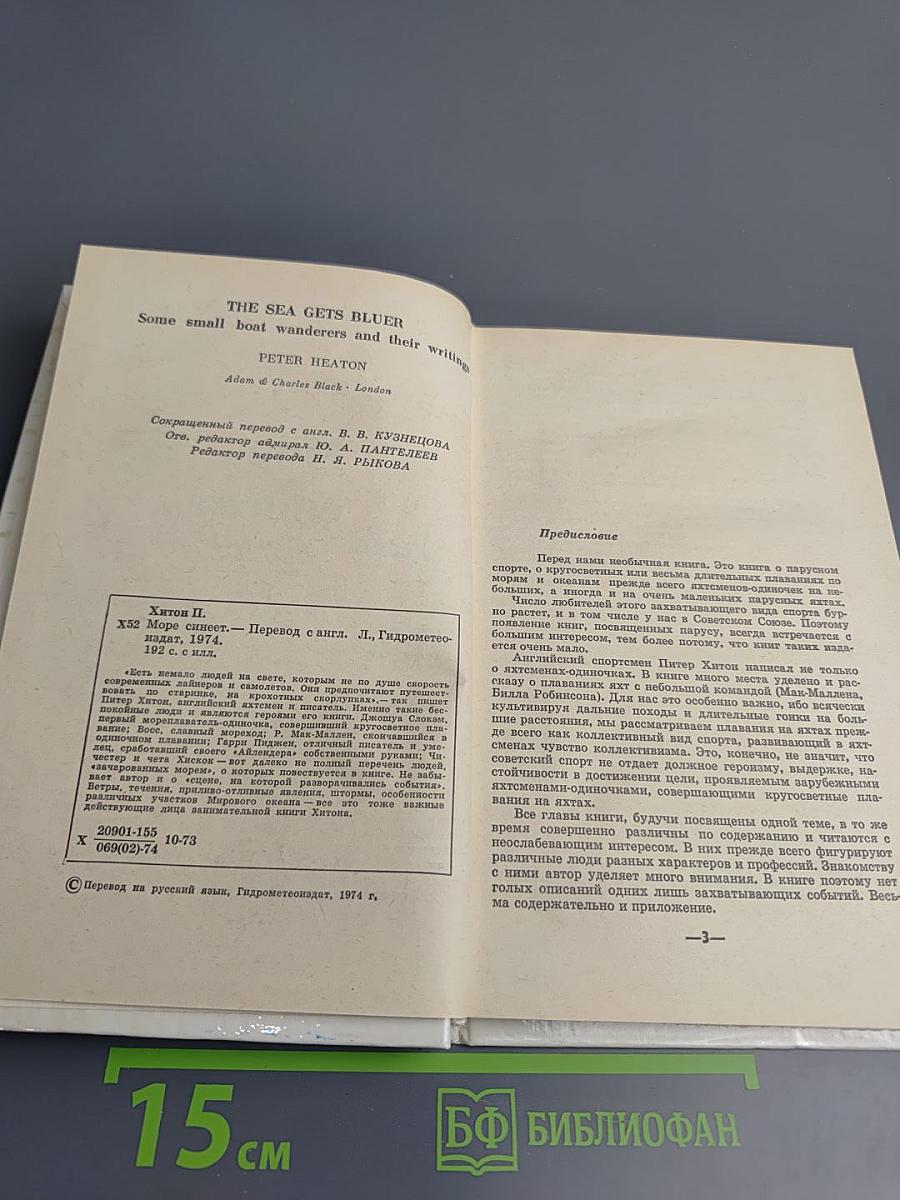 THE SEA GETS BLUER
Some small boat wanderers and their writings
PETER HEATON
Adam & Charles Black · London
Сокращенный перевод с англ. В. В. КУЗНЕЦОВА
Отв. редактор адмирал Ю. А. ПАНТЕЛЕЕВ
Редактор перевода Н. Я. РЫКОВА
Хитон П.
Х52 Море синеет.— Перевод с англ. Л., Гидрометео-
издат, 1974.
192 с. с илл.
«Есть немало людей на свете, которым не по душе скорость
современных лайнеров и самолетов. Они предпочитают путешест-
вовать по старинке, на крохотных скорлупках»,— так пишет
Питер Хитон, английский яхтсмен и писатель. Именно такие бес-
покойные люди и являются героями его книги. Джошуа Слокэм,
первый мореплаватель-одиночка, совершивший кругосветное пла-
вание; Восс, славный мореход; Р. Мак-Маллен, скончавшийся в
одиночном плавании; Гарри Пиджен, отличный писатель и уме-
лец, сработавший своего «Айлендера» собственными руками; Чи-
честер и чета Хискок — вот далеко не полный перечень людей,
«зачарованных морем», о которых повествуется в книге. Не забы-
вает автор и о «сцене, на которой разворачивались события».
Ветры, течения, приливо-отливные явления, штормы, особенности
различных участков Мирового океана — все это тоже важные
действующие лица занимательной книги Хитона.
Х 20901-155 10-73
069(02)-74
© Перевод на русский язык, Гидрометеоиздат, 1974 г.
Предисловие
Перед нами необычная книга. Это книга о парусном
спорте, о кругосветных или весьма длительных плаваниях по
морям и океанам прежде всего яхтсменов-одиночек на не-
больших, а иногда и на очень маленьких парусных яхтах.
Число любителей этого захватывающего вида спорта бур-
но растет, и в том числе у нас в Советском Союзе. Поэтому
появление книг, посвященных парусу, всегда встречается с
большим интересом, тем более потому, что книг таких изда-
ется очень мало.
Английский спортсмен Питер Хитон написал не только
о яхтсменах-одиночках. В книге много места уделено и рас-
сказу о плаваниях яхт с небольшой командой (Мак-Маллена,
Билла Робинсона). Для нас это особенно важно, ибо всячески
культивируя дальние походы и длительные гонки на боль-
шие расстояния, мы рассматриваем плавания на яхтах преж-
де всего как коллективный вид спорта, развивающий в яхт-
сменах чувство коллективизма. Это, конечно, не значит, что
советский спорт не отдает должное героизму, выдержке, на-
стойчивости в достижении цели, проявляемым зарубежными
яхтсменами-одиночками, совершающими кругосветные пла-
вания на яхтах.
Все главы книги, будучи посвящены одной теме, в то же
время совершенно различны по содержанию и читаются с
неослабевающим интересом. В них прежде всего фигурируют
различные люди разных характеров и профессий. Знакомству
с ними автор уделяет много внимания. В книге поэтому нет
голых описаний одних лишь захватывающих событий. Весь-
ма содержательно и приложение.
—3—
15 см
БФ БИБЛИОФАН